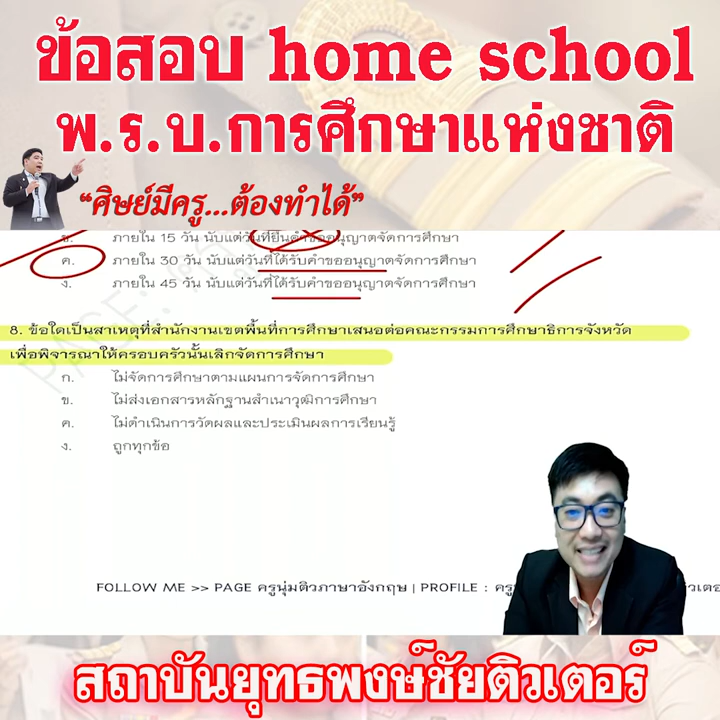 ข้อสอบ home school
พ.ร.บ.การศึกษาแห่งชาติ
“ศิษย์มีครู...ต้องทำได้”
ข. ภายใน 15 วัน นับแต่วันที่ยื่นคำขออนุญาตจัดการศึกษา
ค. ภายใน 30 วัน นับแต่วันที่ได้รับคำขออนุญาตจัดการศึกษา
ง. ภายใน 45 วัน นับแต่วันที่ได้รับคำขออนุญาตจัดการศึกษา
8. ข้อใดเป็นสาเหตุที่สำนักงานเขตพื้นที่การศึกษาเสนอต่อคณะกรรมการศึกษาธิการจังหวัด
เพื่อพิจารณาให้ครอบครัวนั้นเลิกจัดการศึกษา
ก. ไม่จัดการศึกษาตามแผนการจัดการศึกษา
ข. ไม่ส่งเอกสารหลักฐานสำเนาวุฒิการศึกษา
ค. ไม่ดำเนินการวัดผลและประเมินผลการเรียนรู้
ง. ถูกทุกข้อ
FOLLOW ME >> PAGE ครูนุ่มติวภาษาอังกฤษ | PROFILE :
สถาบันยุทธพงษ์ชัยติวเตอร์